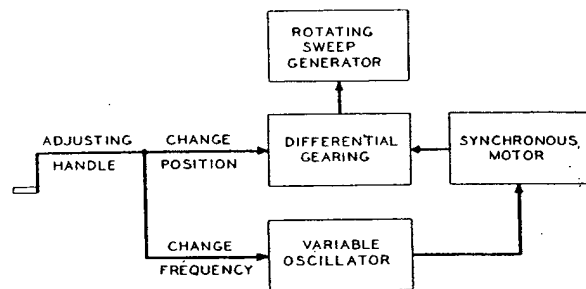 ROTATING
SWEEP
GENERATOR
ADJUSTING
HANDLE
CHANGE
POSITION
DIFFERENTIAL
GEARING
SYNCHRONOUS
MOTOR
CHANGE
FREQUENCY
VARIABLE
OSCILLATOR